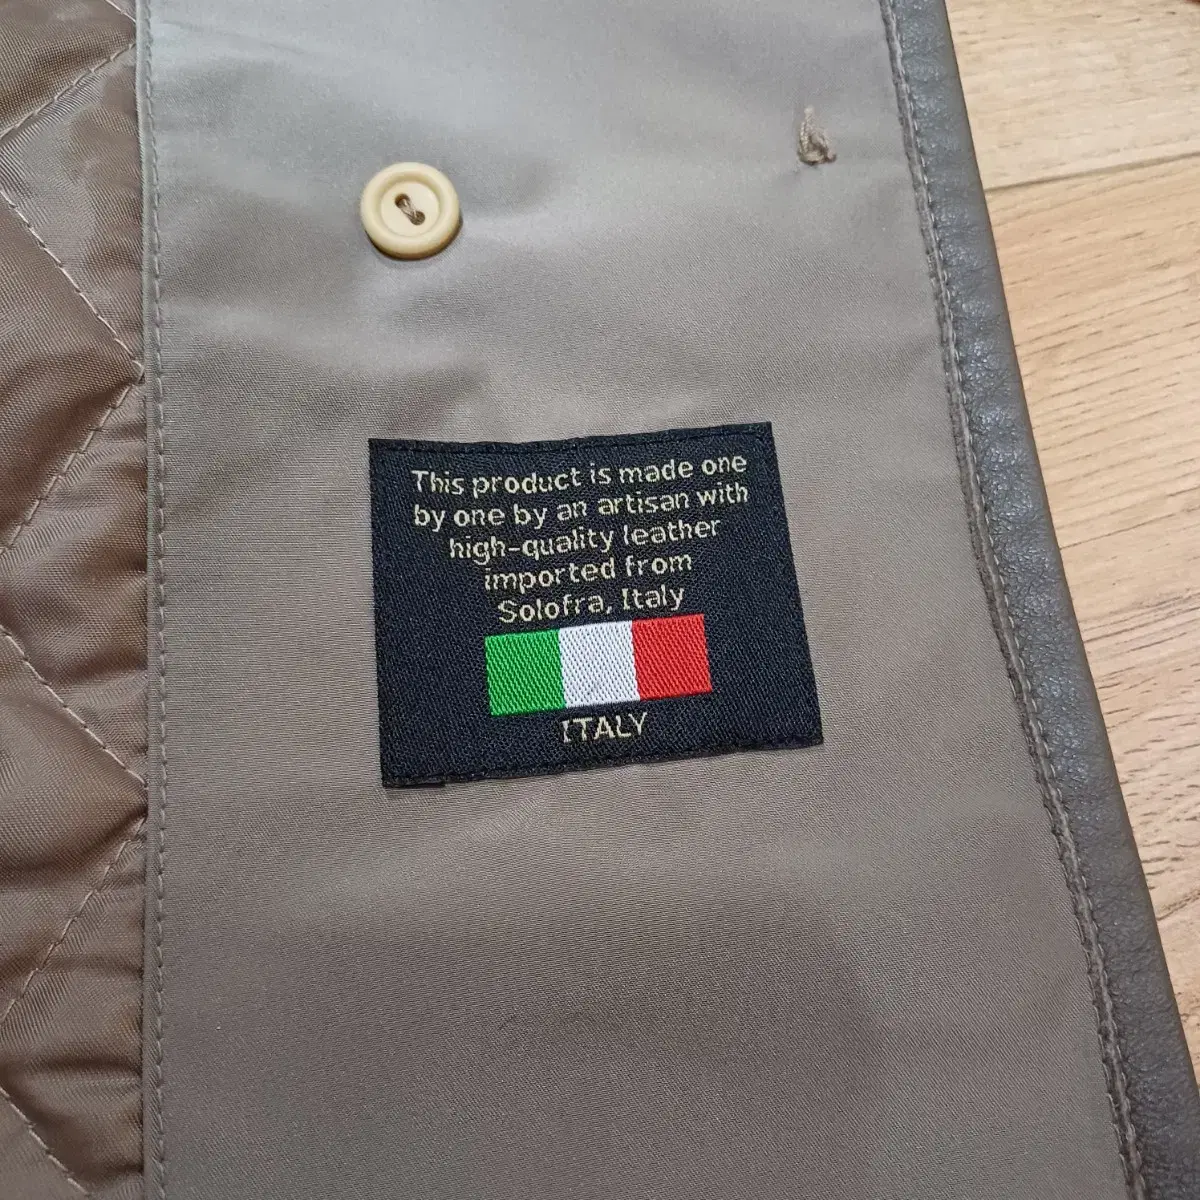 This product is made one
by one by an artisan with
high-quality leather
imported from
Solofra, Italy
ITALY